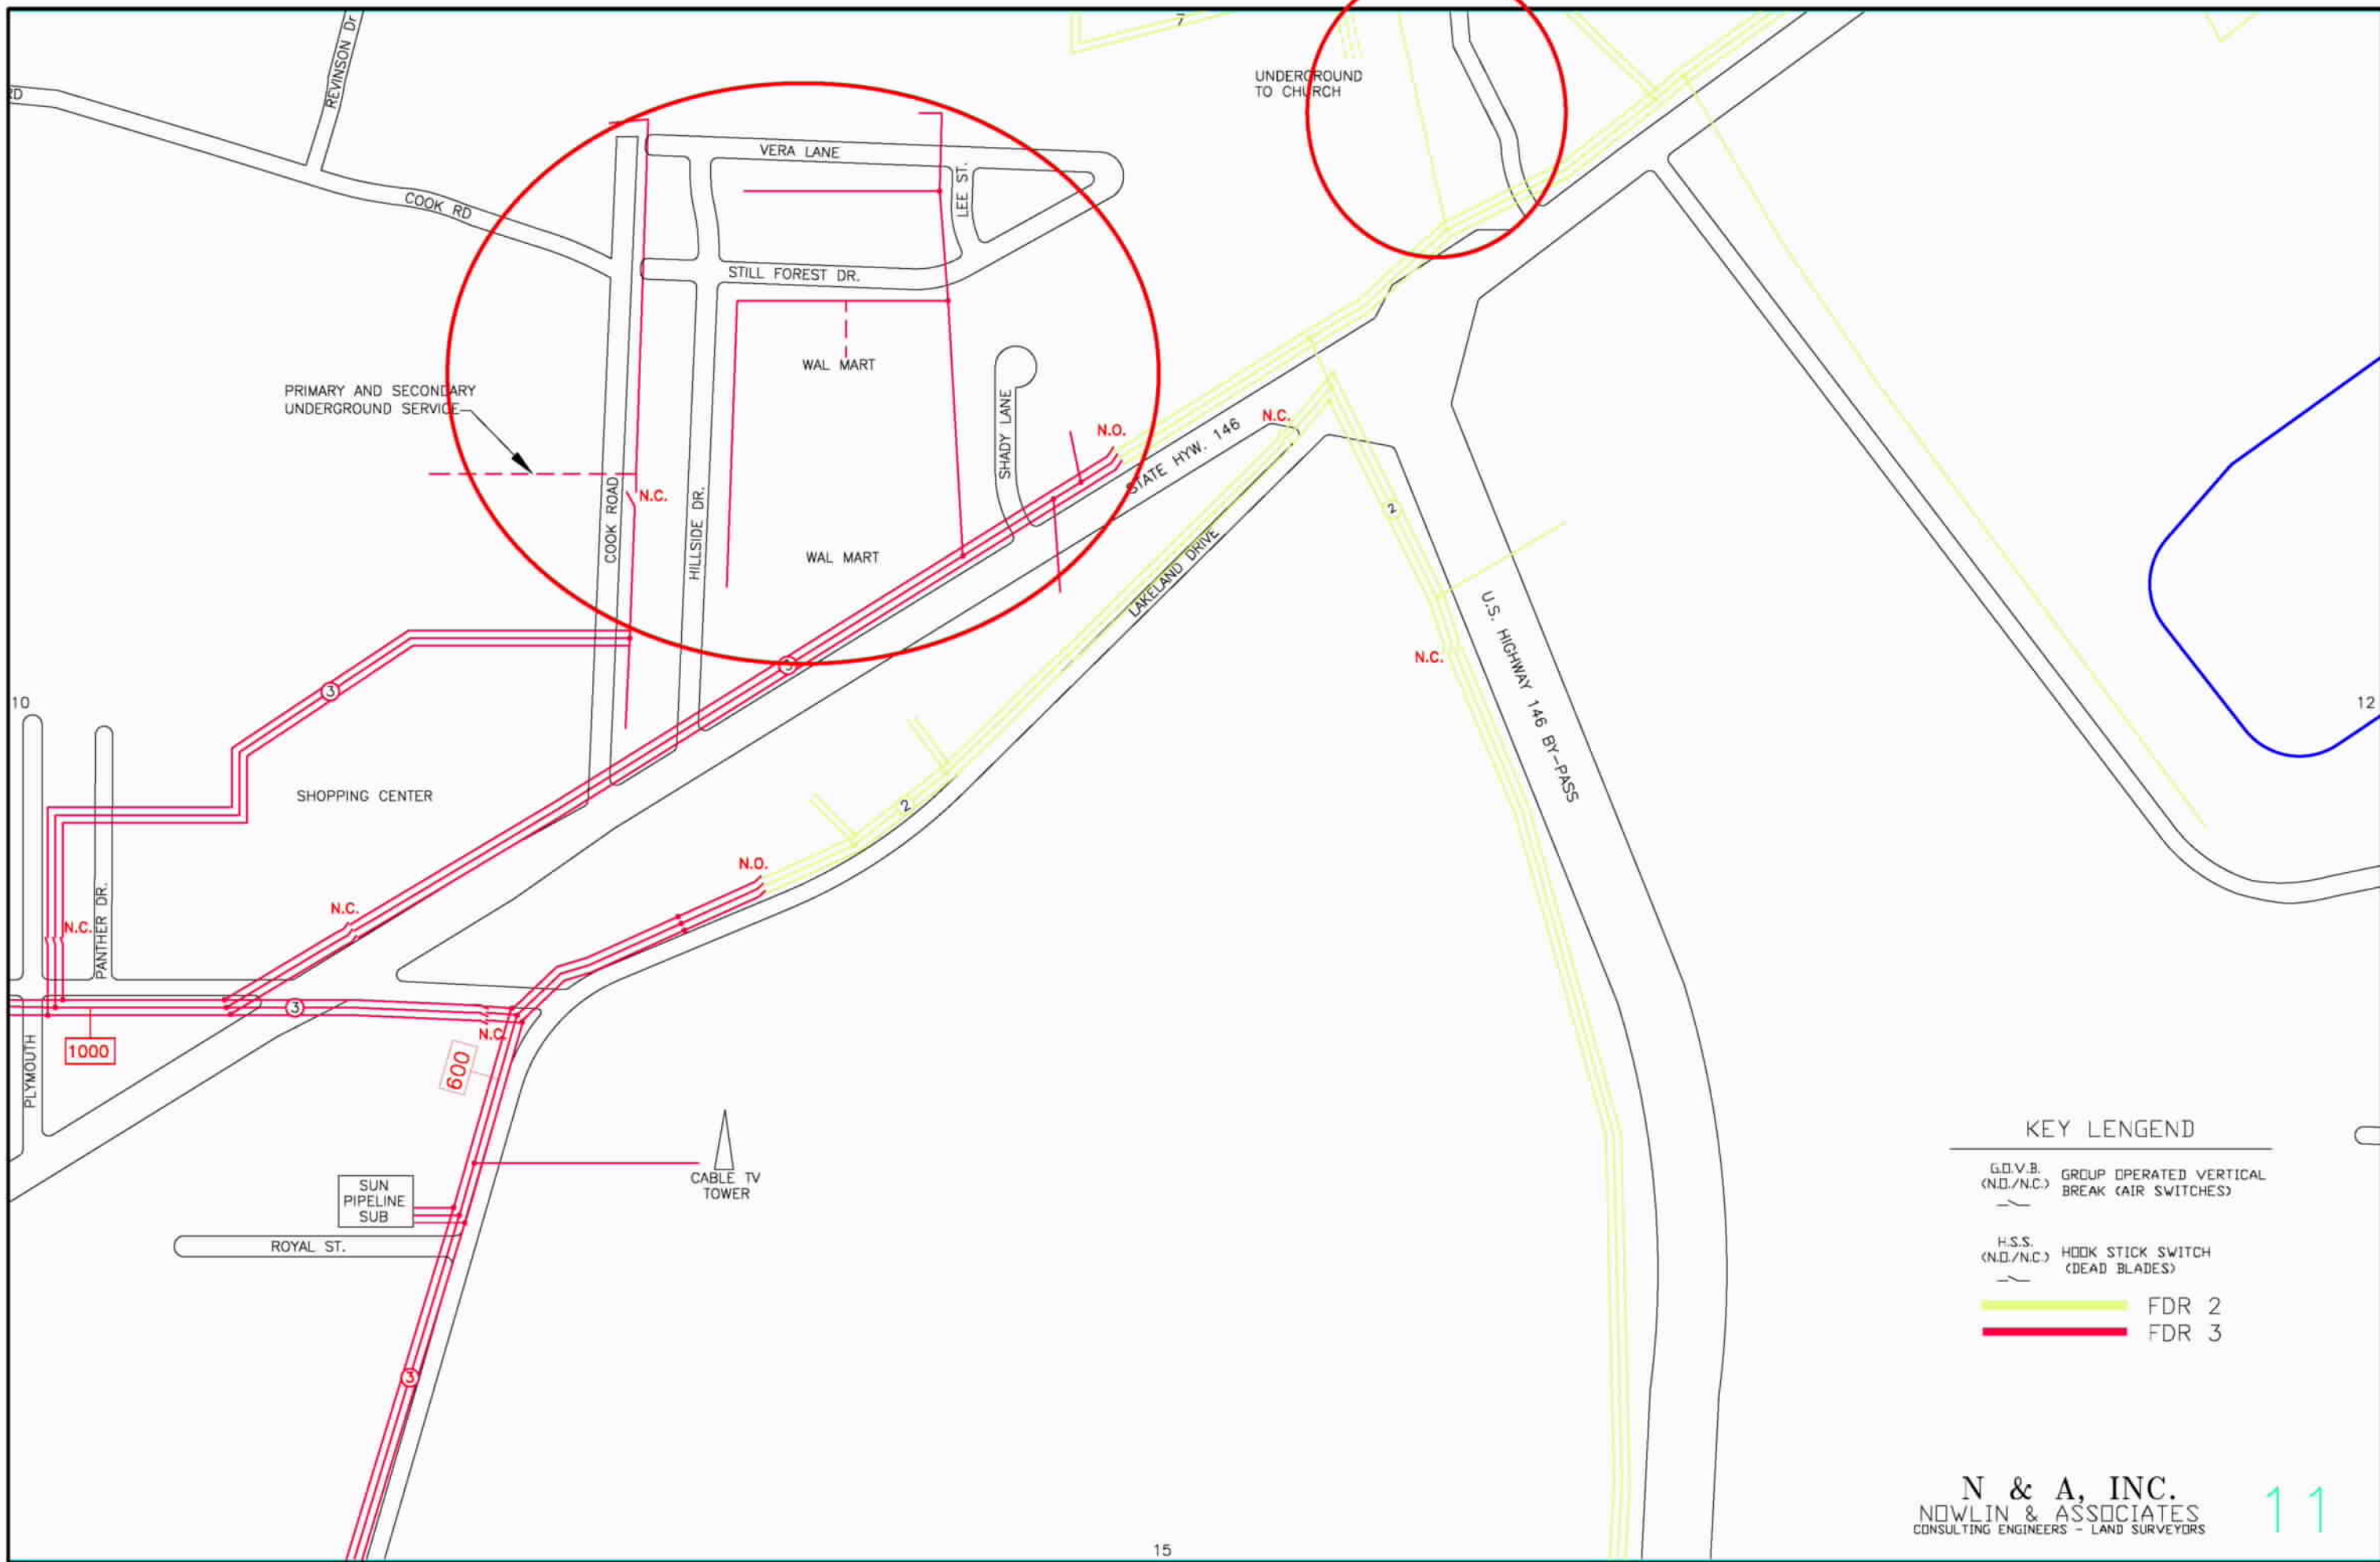 7
REVINSON Dr
RD
UNDERGROUND
TO CHURCH
VERA LANE
LEE ST.
COOK RD
STILL FOREST DR.
WAL MART
PRIMARY AND SECONDARY
UNDERGROUND SERVICE
SHADY LANE
N.O.
N.C.
STATE HYW. 146
N.C.
COOK ROAD
HILLSIDE DR.
2
WAL MART
LAKELAND DRIVE
U.S. HIGHWAY 146 BY-PASS
N.C.
3
3
10
12
SHOPPING CENTER
2
N.O.
PANTHER DR.
N.C.
N.C.
3
N.C.
1000
600
PLYMOUTH
CABLE TV
TOWER
SUN
PIPELINE
SUB
ROYAL ST.
3
KEY LENGEND
G.O.V.B.
(N.O./N.C.)
GROUP OPERATED VERTICAL
BREAK (AIR SWITCHES)
H.S.S.
(N.O./N.C.)
HOOK STICK SWITCH
(DEAD BLADES)
FDR 2
FDR 3
N & A, INC.
NOWLIN & ASSOCIATES
CONSULTING ENGINEERS - LAND SURVEYORS
11
15